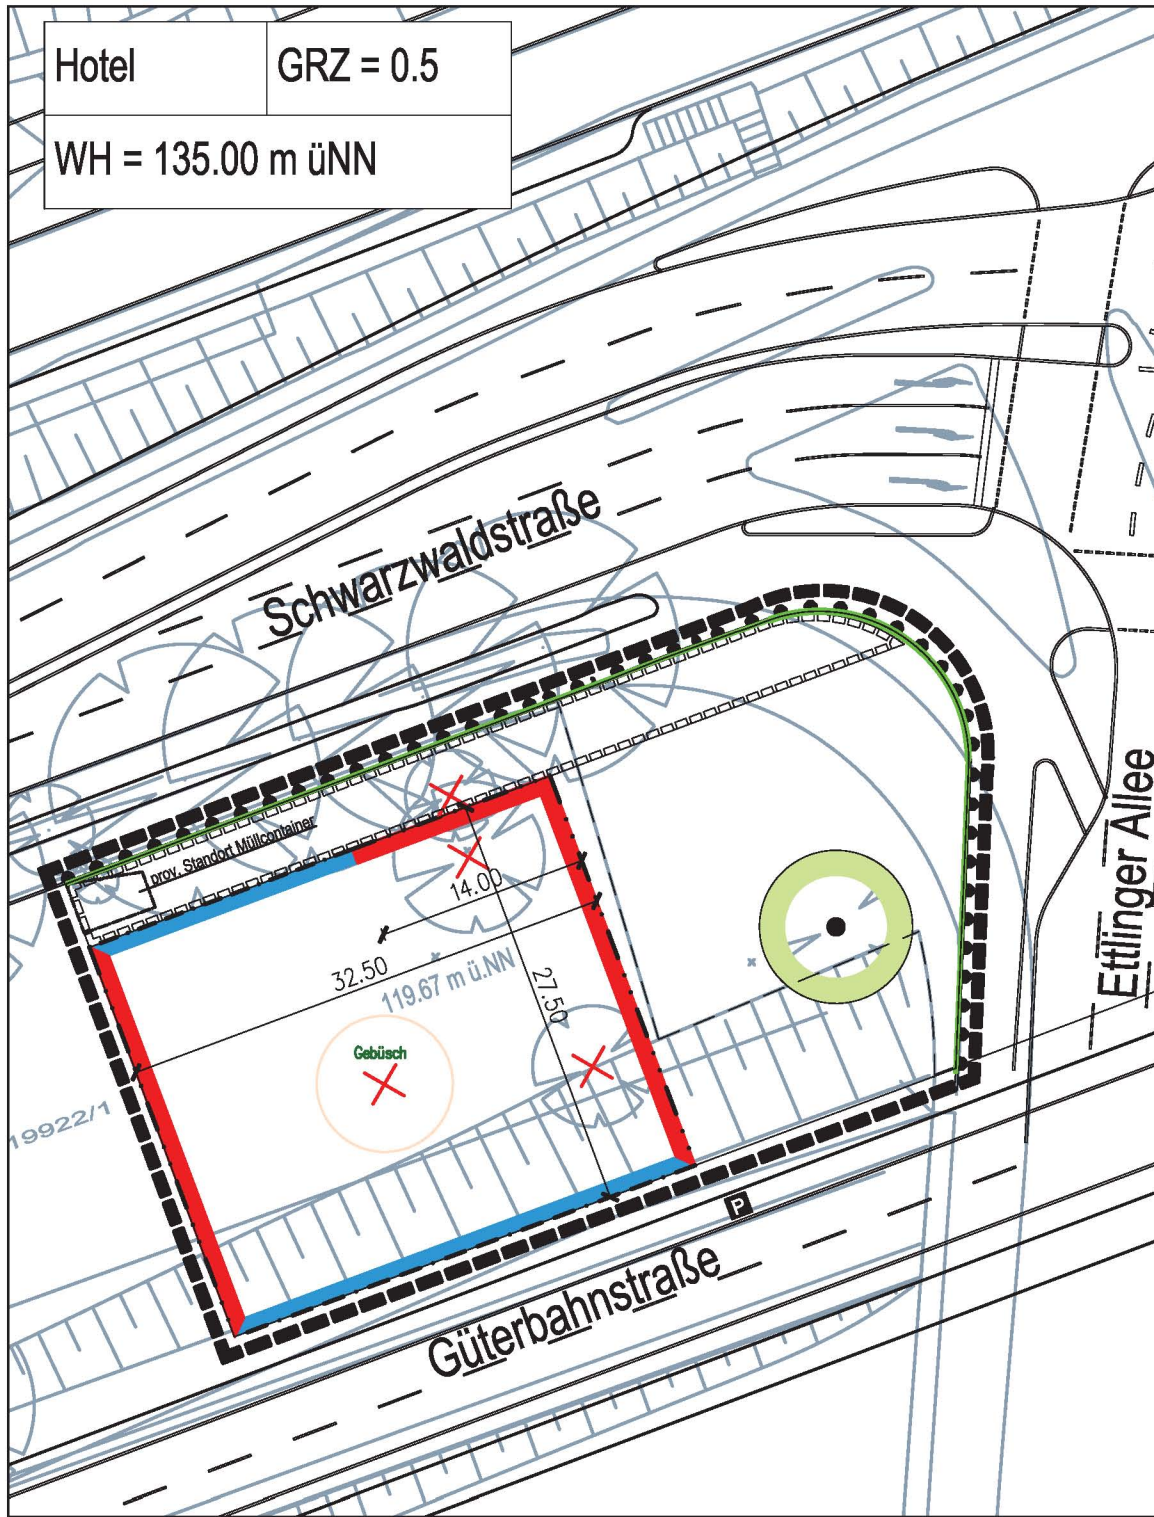 Hotel
GRZ = 0.5
WH = 135.00 m üNN
Schwarzwaldstraße
Ettlinger Allee
prov. Standort Müllcontainer
14.00
32.50
119.67 m ü.NN
27.50
Gebüsch
19922/1
P
Güterbahnstraße